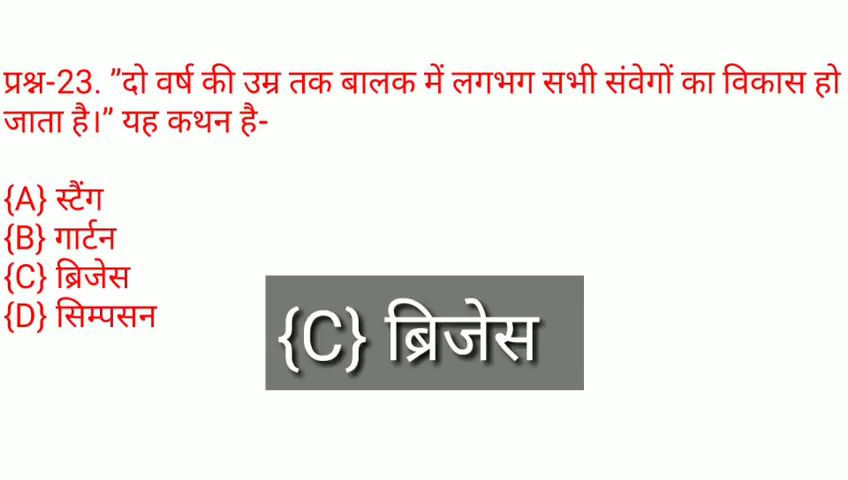 प्रश्न-23. ”दो वर्ष की उम्र तक बालक में लगभग सभी संवेगों का विकास हो
जाता है।” यह कथन है-
{A} स्टैंग
{B} गार्टन
{C} ब्रिजेस
{D} सिम्पसन
{C} ब्रिजेस